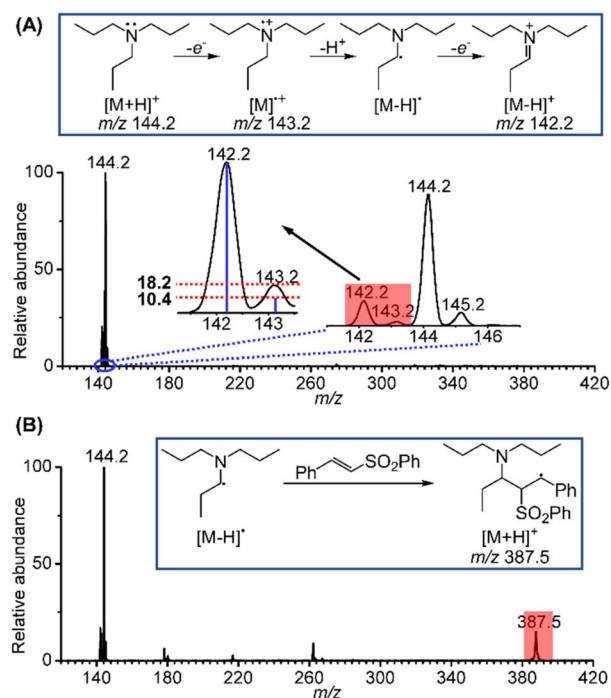 (A)
N N N N
-e⁻ -H⁺ -e⁻
[M+H]⁺ [M]•⁺ [M-H]• [M-H]⁺
m/z 144.2 m/z 143.2 m/z 142.2
Relative abundance
100
50
0
144.2
142.2
143.2
18.2
10.4
142 143
144.2
142.2
143.2
145.2
142 144 146
140 180 220 260 300 340 380 420
m/z
(B)
Relative abundance
100
50
0
144.2
N
[M-H]•
Ph SO₂Ph
N
Ph
SO₂Ph
[M+H]⁺
m/z 387.5
387.5
140 180 220 260 300 340 380 420
m/z